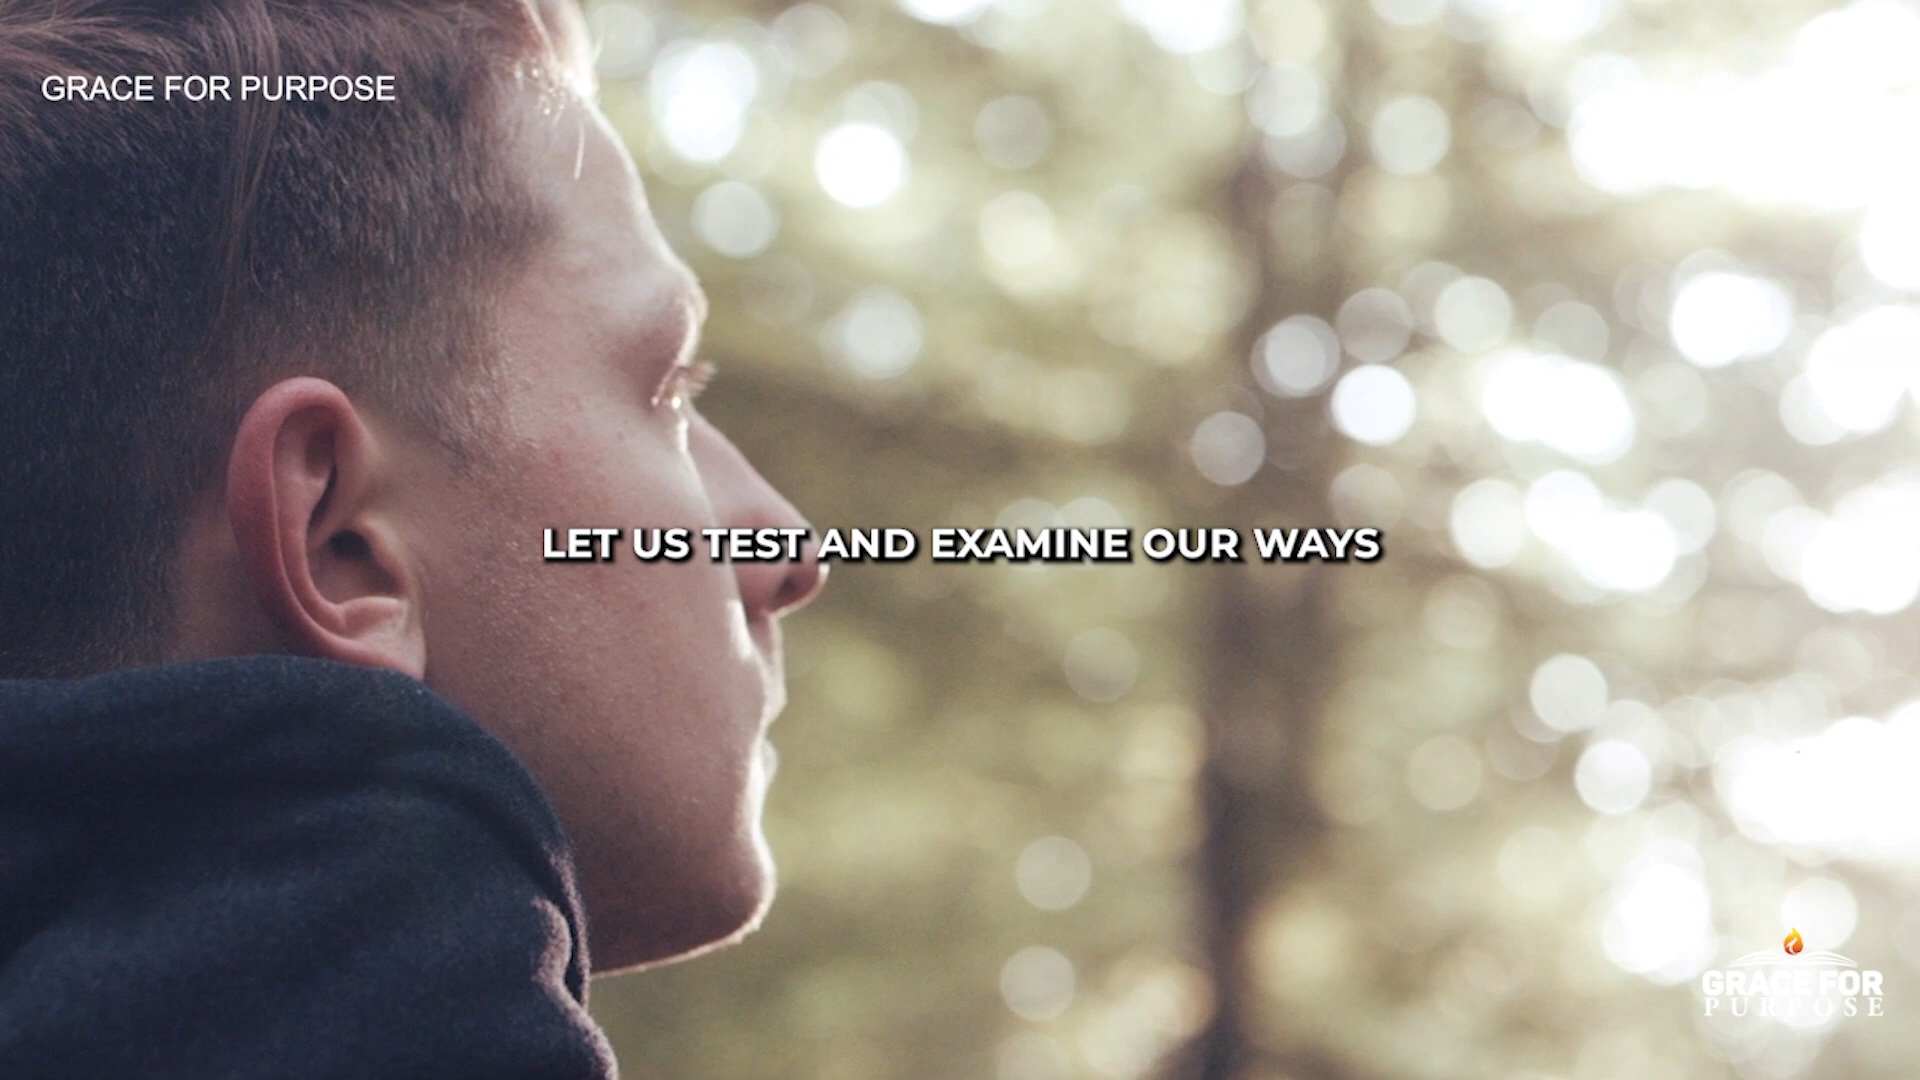 GRACE FOR PURPOSE
LET US TEST AND EXAMINE OUR WAYS
GRACE FOR
PURPOSE